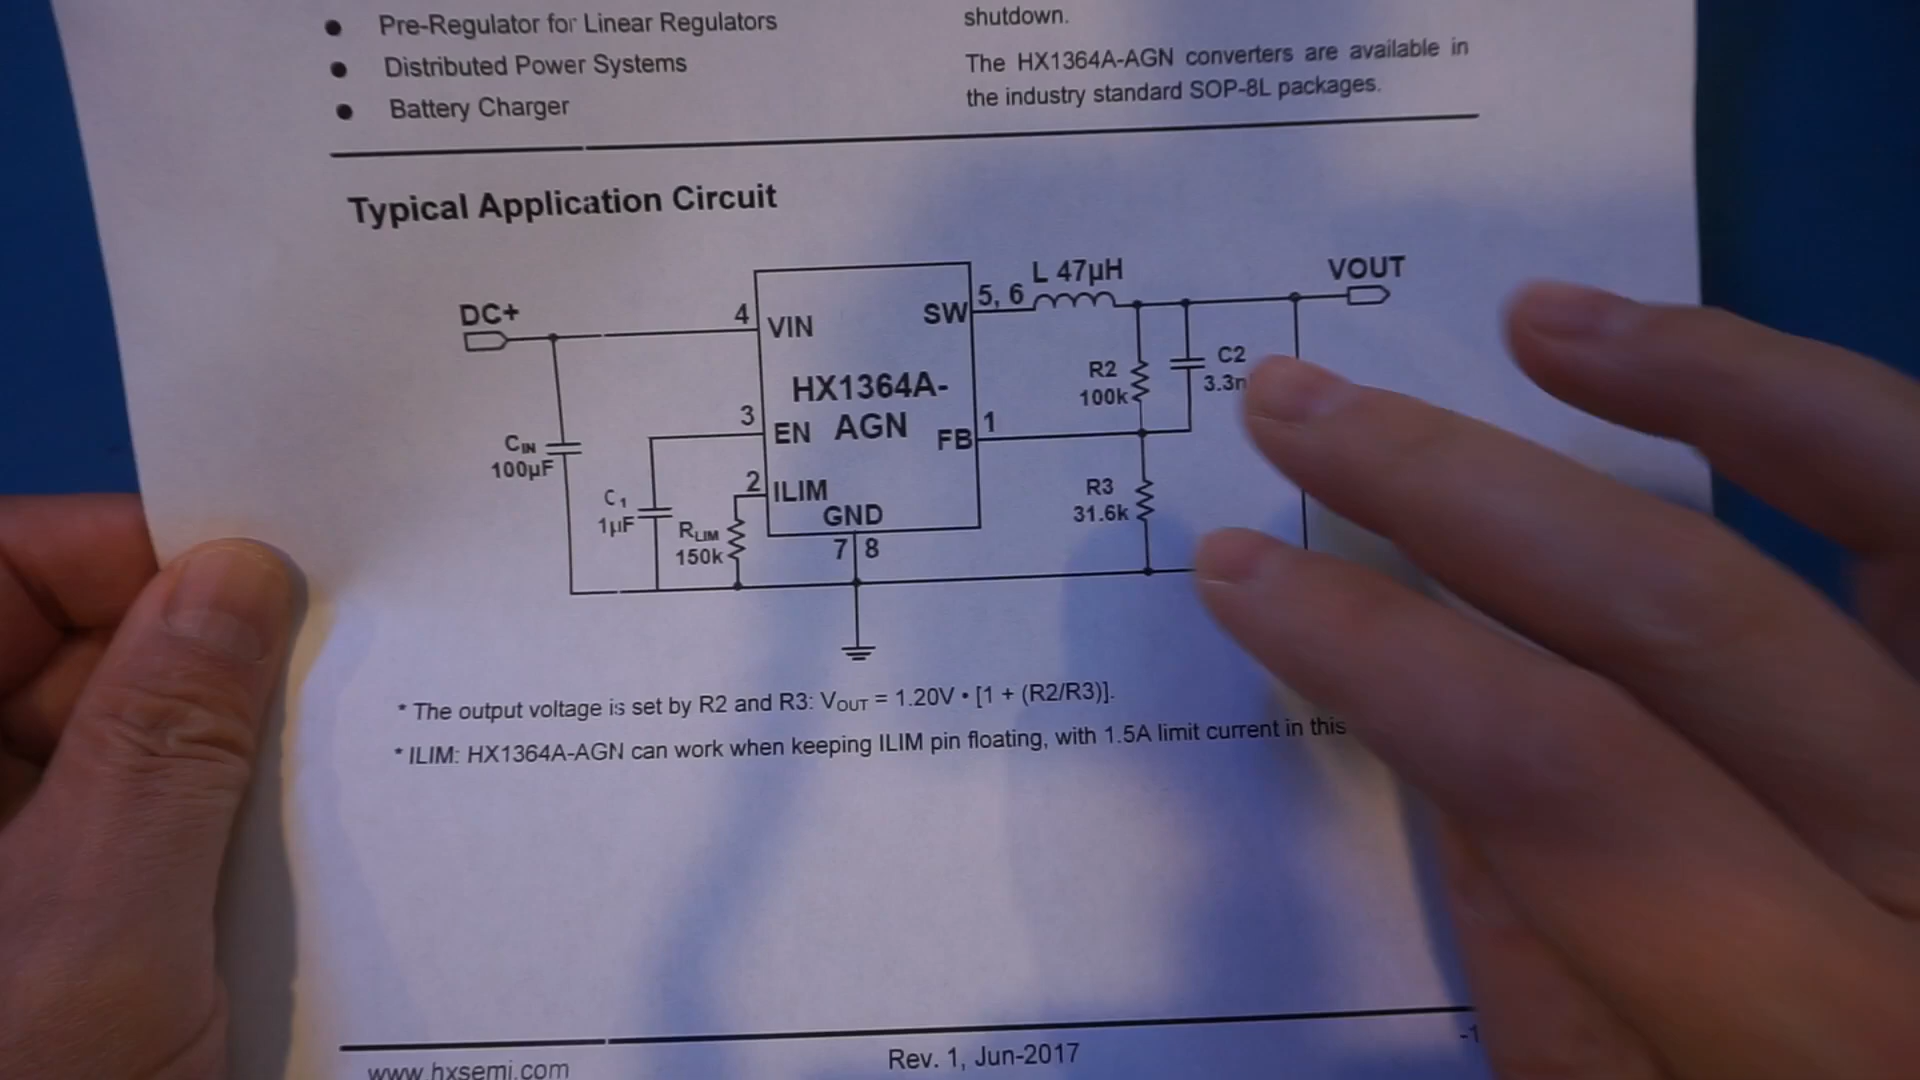 ● Pre-Regulator for Linear Regulators
● Distributed Power Systems
● Battery Charger
shutdown.
The HX1364A-AGN converters are available in
the industry standard SOP-8L packages.
Typical Application Circuit
DC+
4
VIN
SW
5, 6
L 47µH
VOUT
HX1364A-
AGN
3
EN
FB
1
R2
100k
C2
3.3n
CIN
100µF
C1
1µF
2
ILIM
RLIM
150k
GND
7 8
R3
31.6k
* The output voltage is set by R2 and R3: VOUT = 1.20V • [1 + (R2/R3)].
* ILIM: HX1364A-AGN can work when keeping ILIM pin floating, with 1.5A limit current in this
www.hxsemi.com
Rev. 1, Jun-2017
-1